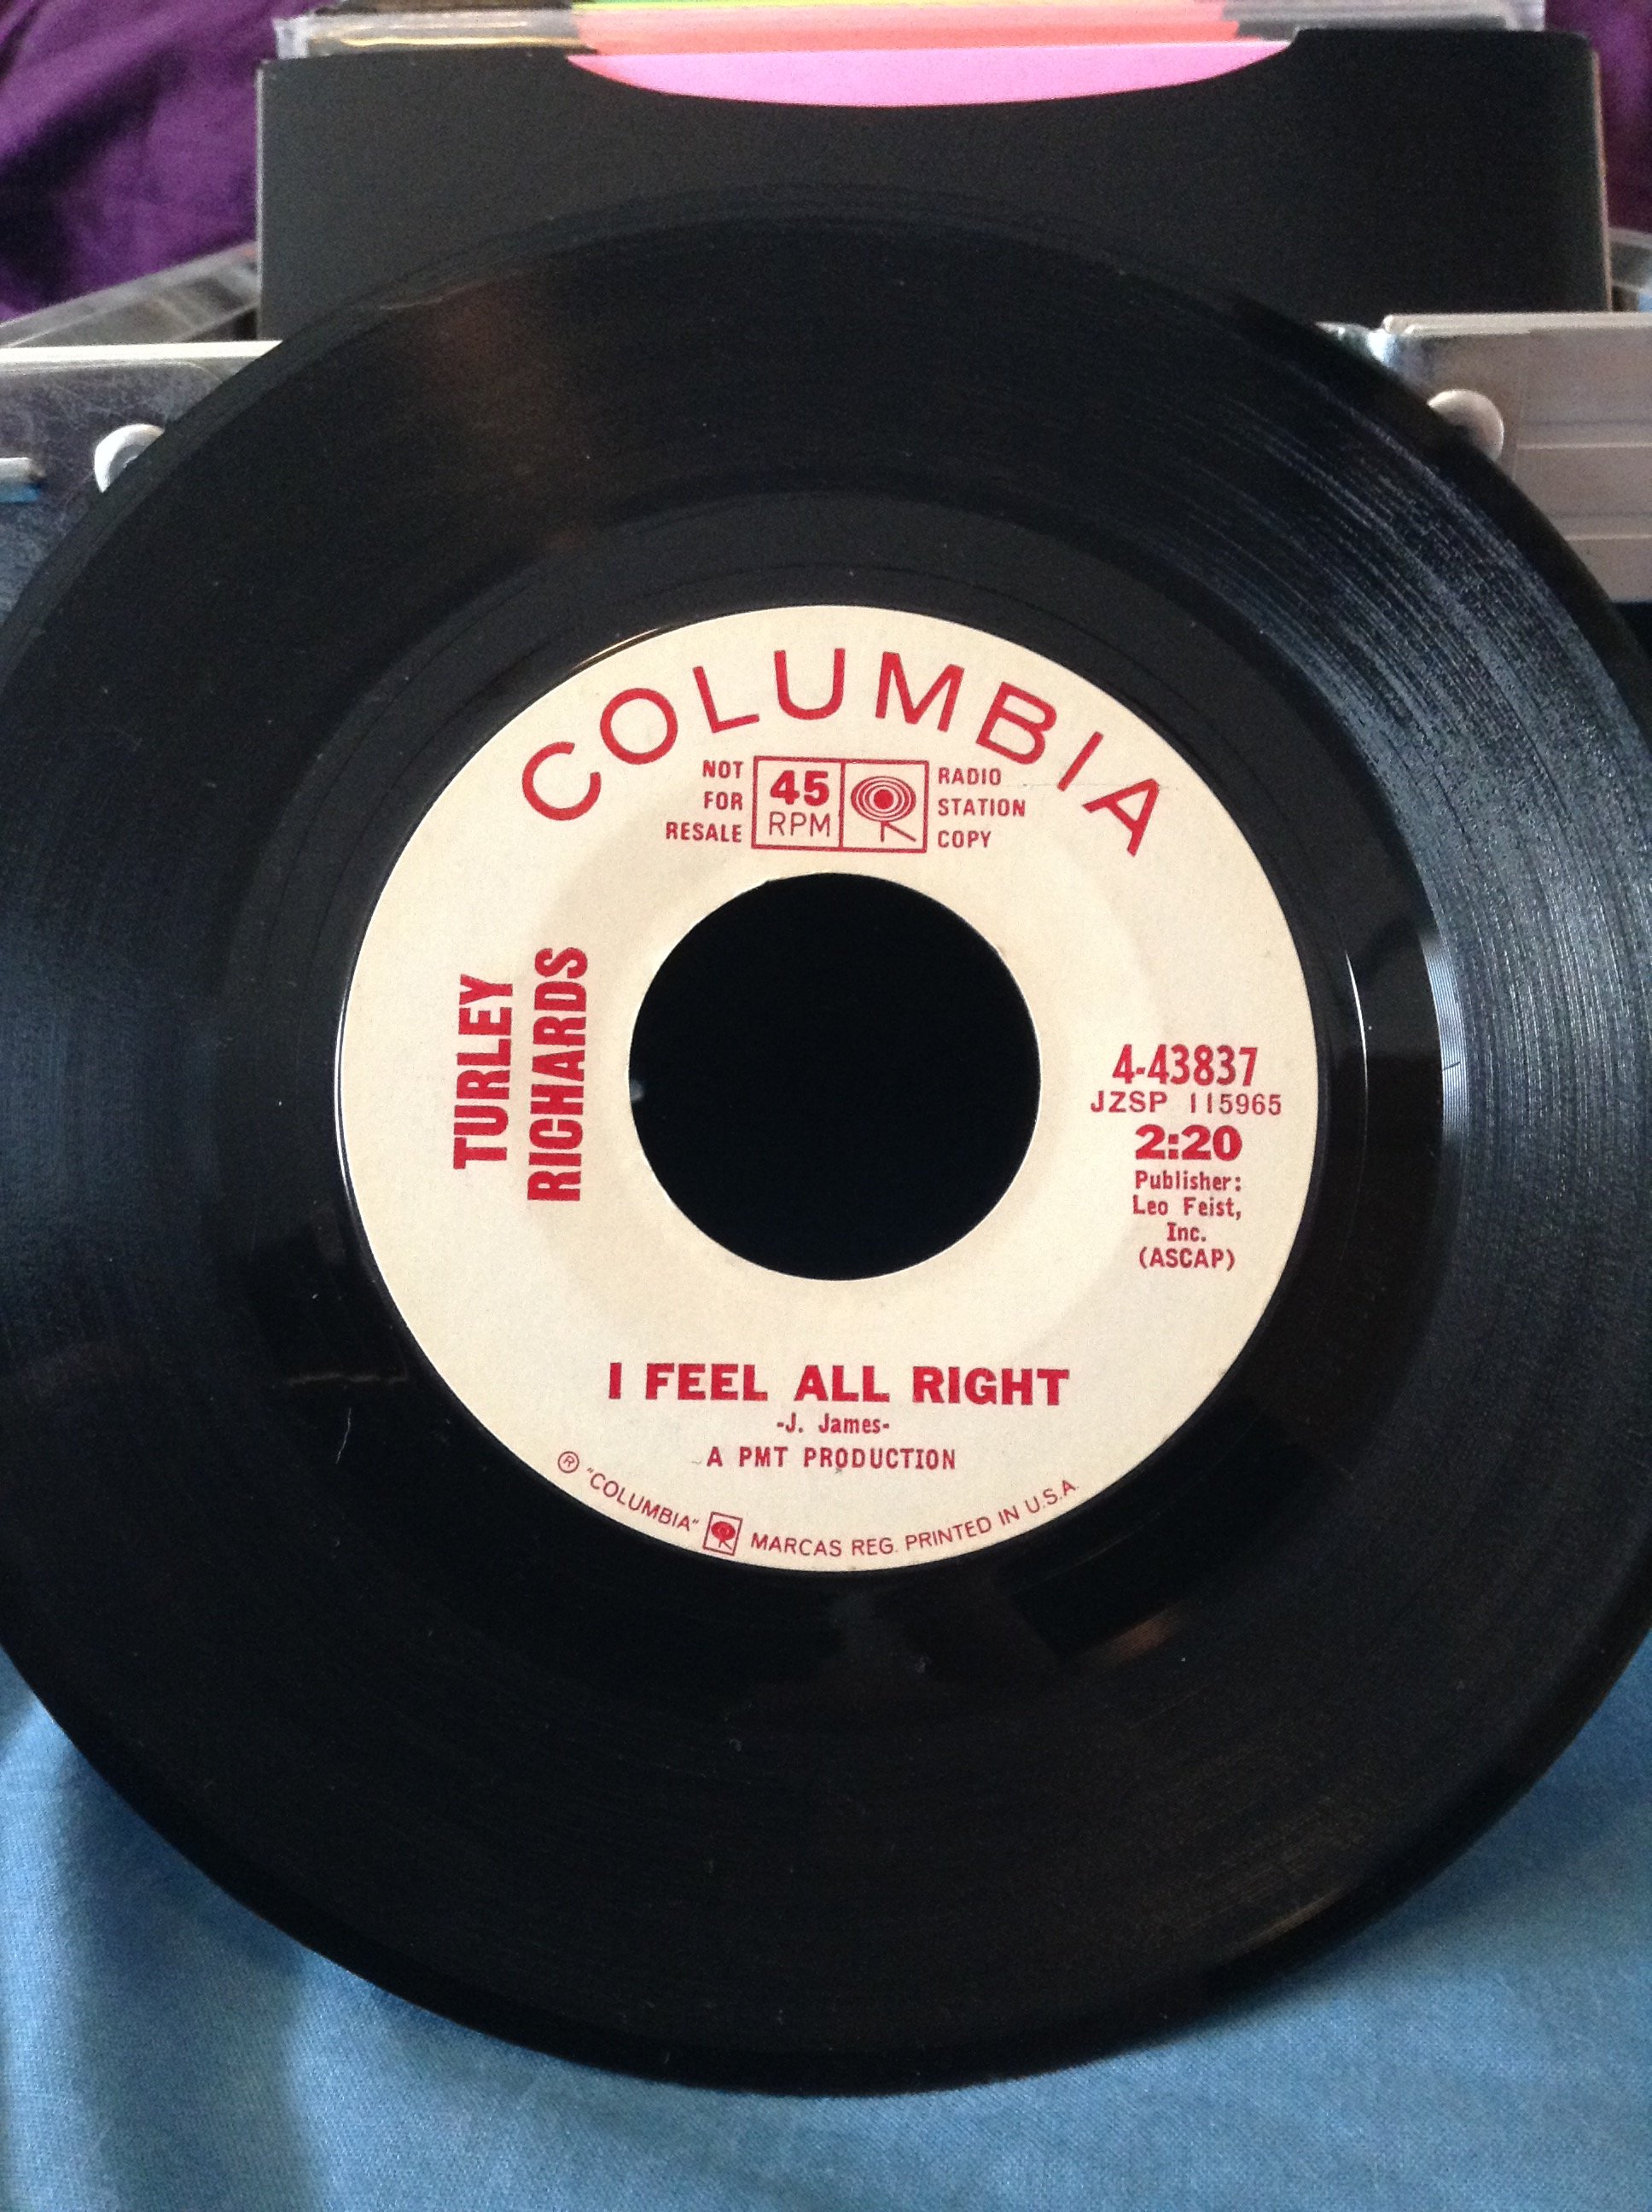 COLUMBIA
NOT
FOR
RESALE
45
RPM
RADIO
STATION
COPY
TURLEY
RICHARDS
4-43837
JZSP 115965
2:20
Publisher:
Leo Feist,
Inc.
(ASCAP)
I FEEL ALL RIGHT
-J. James-
A PMT PRODUCTION
® "COLUMBIA" MARCAS REG. PRINTED IN U.S.A.